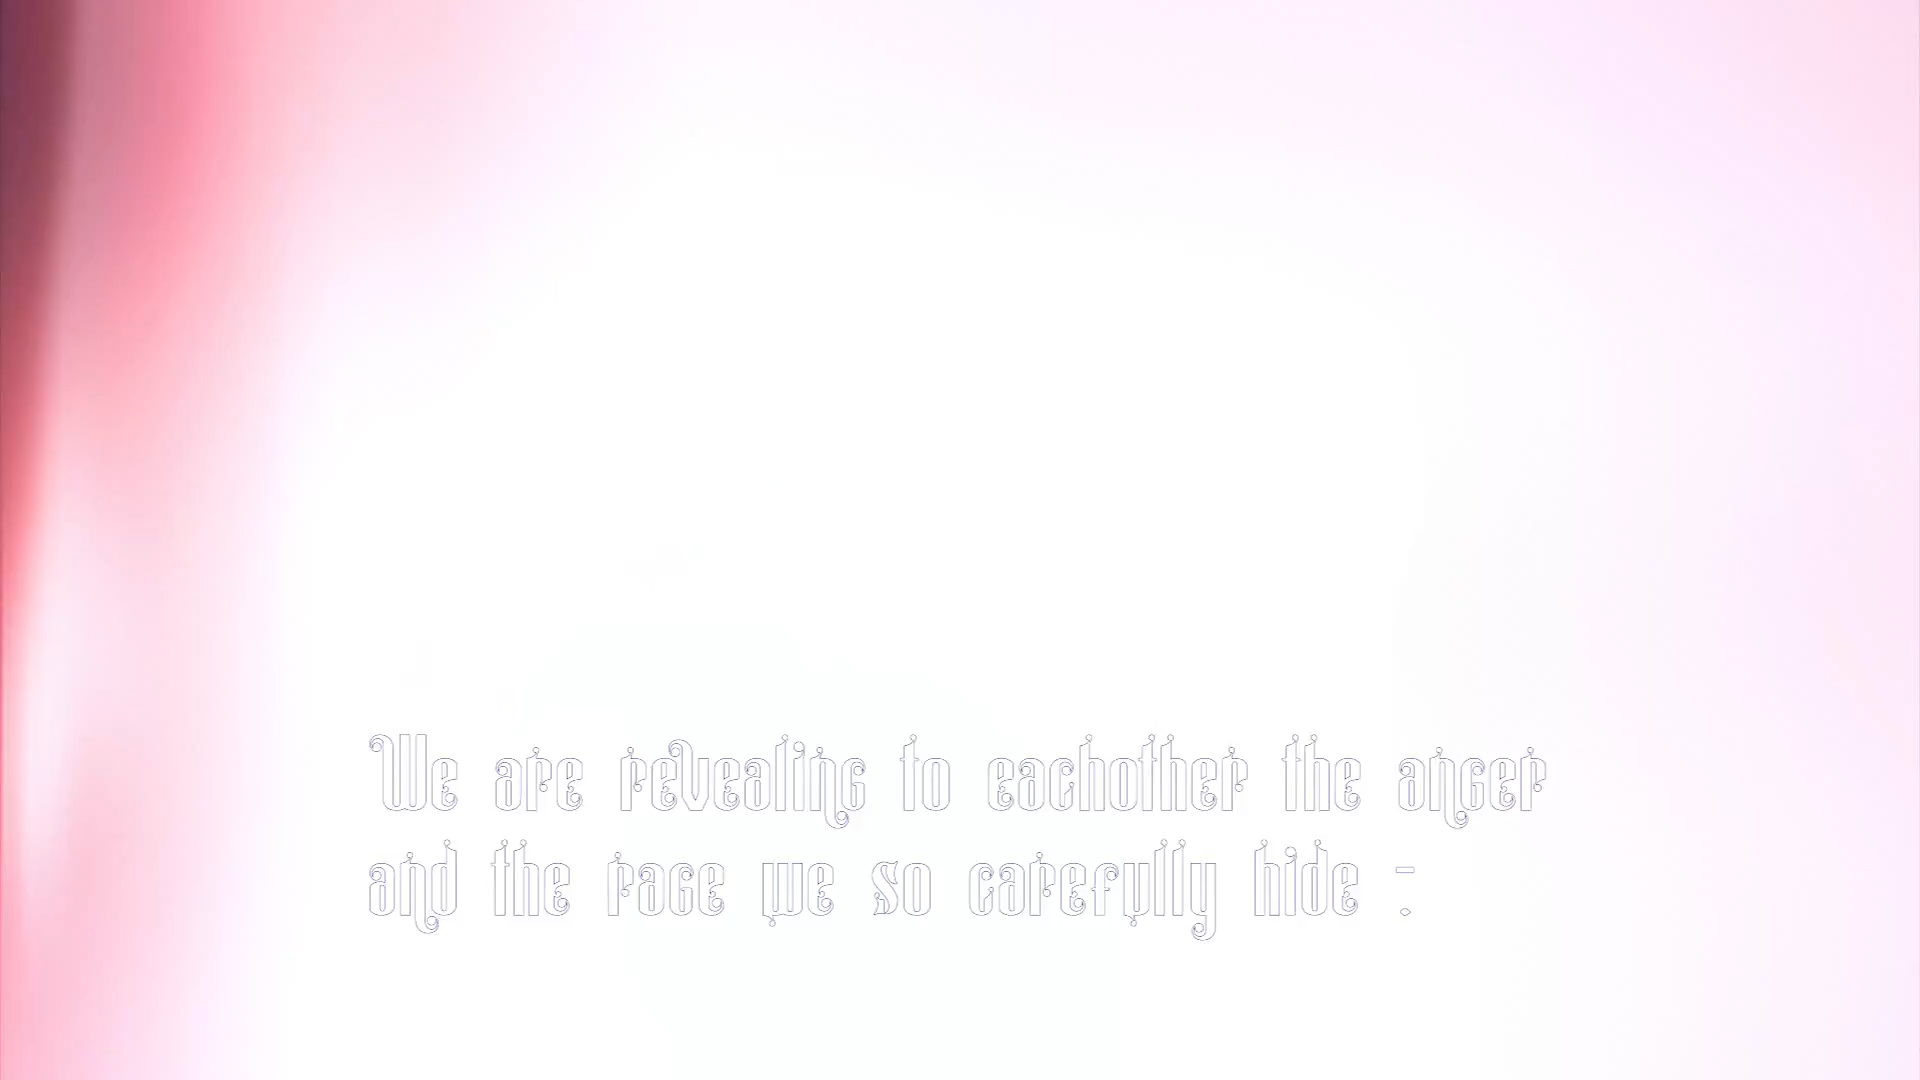 We are revealing to eachother the anger
and the rage we so carefully hide :